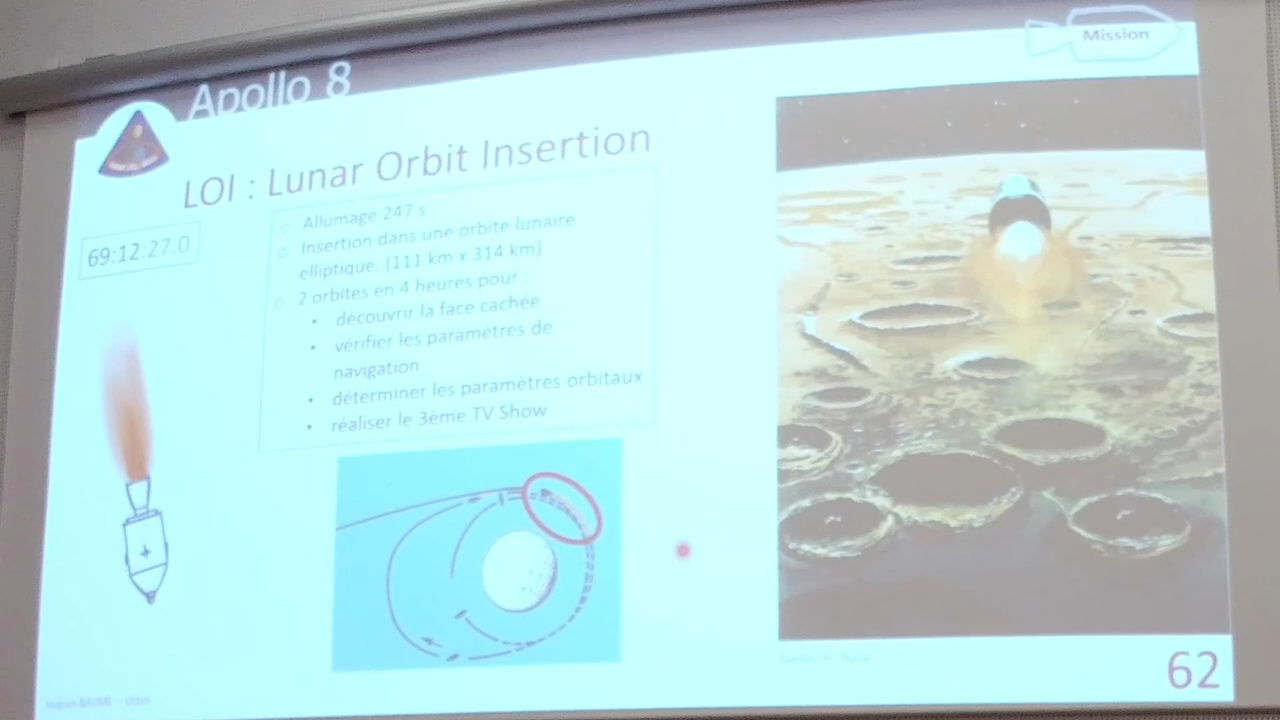 Mission
Apollo 8
LOI : Lunar Orbit Insertion
69:12:27.0
Allumage 247 s
Insertion dans une orbite lunaire
elliptique. (111 km x 314 km)
2 orbites en 4 heures pour :
découvrir la face cachée
vérifier les paramètres de
navigation
déterminer les paramètres orbitaux
réaliser le 3ème TV Show
62